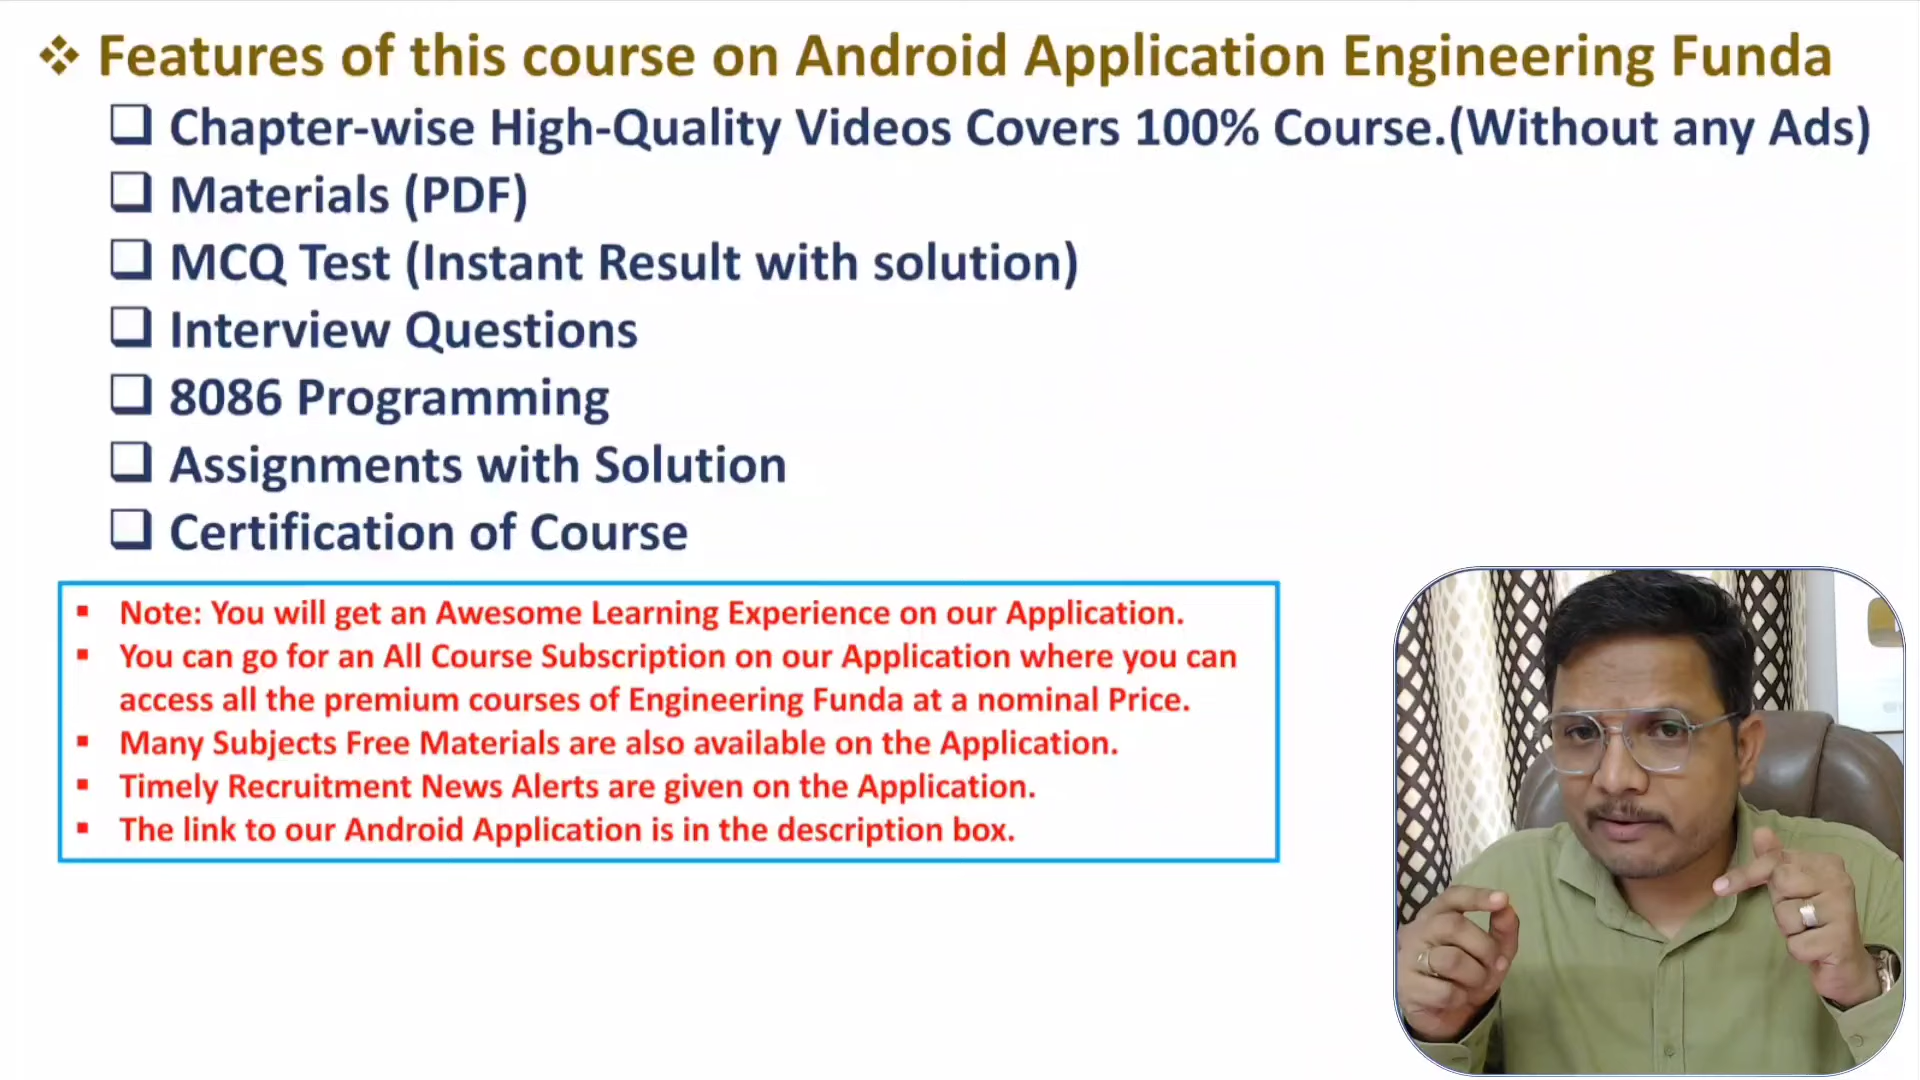 Features of this course on Android Application Engineering Funda
Chapter-wise High-Quality Videos Covers 100% Course.(Without any Ads)
Materials (PDF)
MCQ Test (Instant Result with solution)
Interview Questions
8086 Programming
Assignments with Solution
Certification of Course
Note: You will get an Awesome Learning Experience on our Application.
You can go for an All Course Subscription on our Application where you can
access all the premium courses of Engineering Funda at a nominal Price.
Many Subjects Free Materials are also available on the Application.
Timely Recruitment News Alerts are given on the Application.
The link to our Android Application is in the description box.